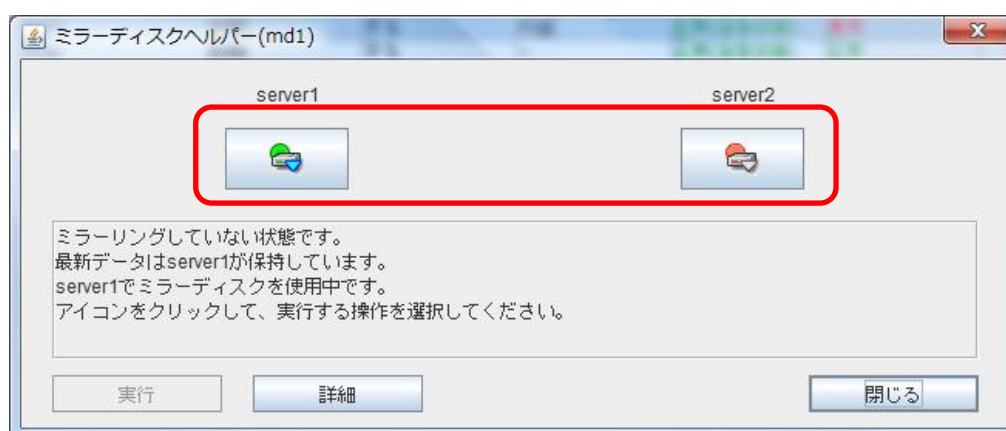 ミラーディスクヘルパー(md1)
server1
server2
ミラーリングしていない状態です。
最新データはserver1が保持しています。
server1でミラーディスクを使用中です。
アイコンをクリックして、実行する操作を選択してください。
実行
詳細
閉じる